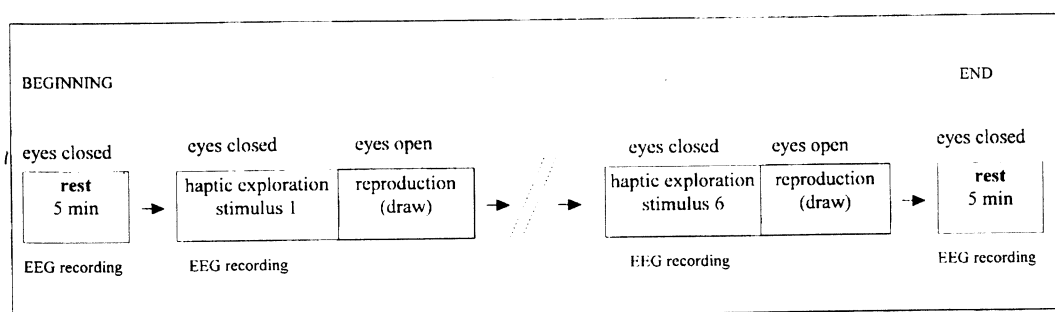 BEGINNING
END
eyes closed
eyes closed
eyes open
eyes closed
eyes open
eyes closed
rest
5 min
haptic exploration
stimulus 1
reproduction
(draw)
haptic exploration
stimulus 6
reproduction
(draw)
rest
5 min
EEG recording
EEG recording
EEG recording
EEG recording